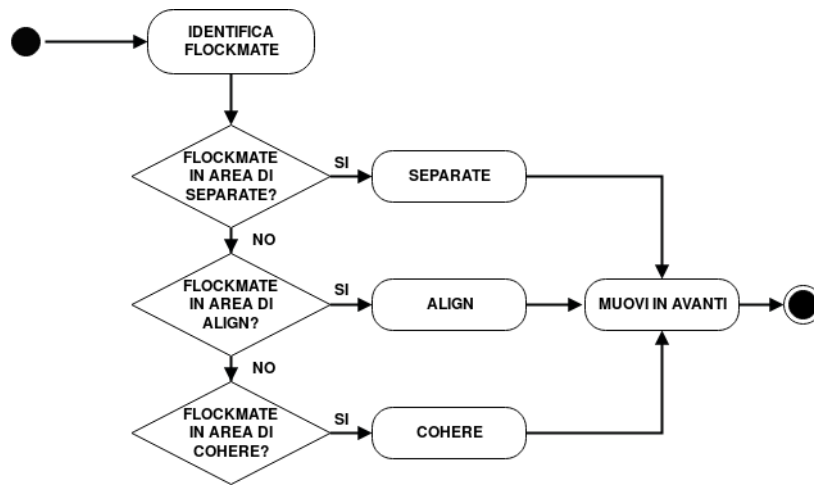 IDENTIFICA
FLOCKMATE
FLOCKMATE
IN AREA DI
SEPARATE?
SI
SEPARATE
NO
FLOCKMATE
IN AREA DI
ALIGN?
SI
ALIGN
MUOVI IN AVANTI
NO
FLOCKMATE
IN AREA DI
COHERE?
SI
COHERE